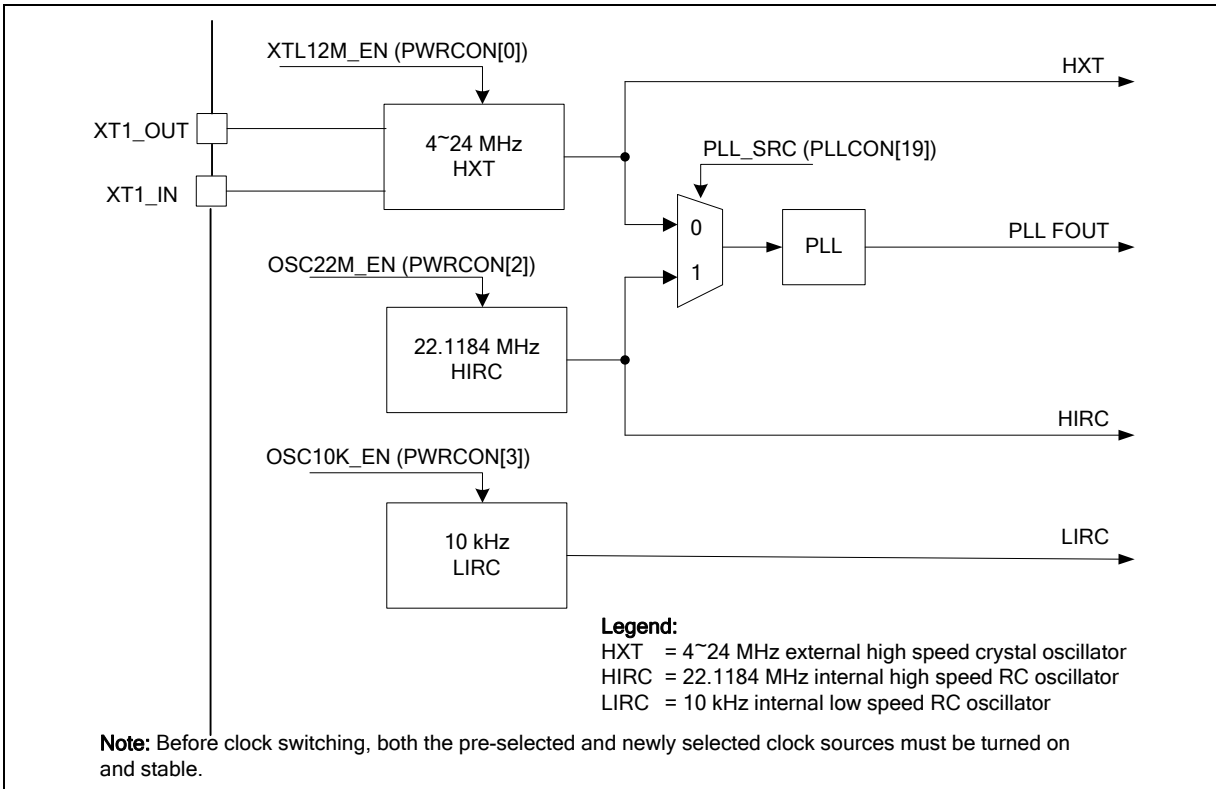 XTL12M_EN (PWRCON[0])
HXT
XT1_OUT
4~24 MHz
HXT
PLL_SRC (PLLCON[19])
XT1_IN
0
PLL
PLL FOUT
1
OSC22M_EN (PWRCON[2])
22.1184 MHz
HIRC
HIRC
OSC10K_EN (PWRCON[3])
10 kHz
LIRC
LIRC
Legend:
HXT = 4~24 MHz external high speed crystal oscillator
HIRC = 22.1184 MHz internal high speed RC oscillator
LIRC = 10 kHz internal low speed RC oscillator
Note: Before clock switching, both the pre-selected and newly selected clock sources must be turned on
and stable.